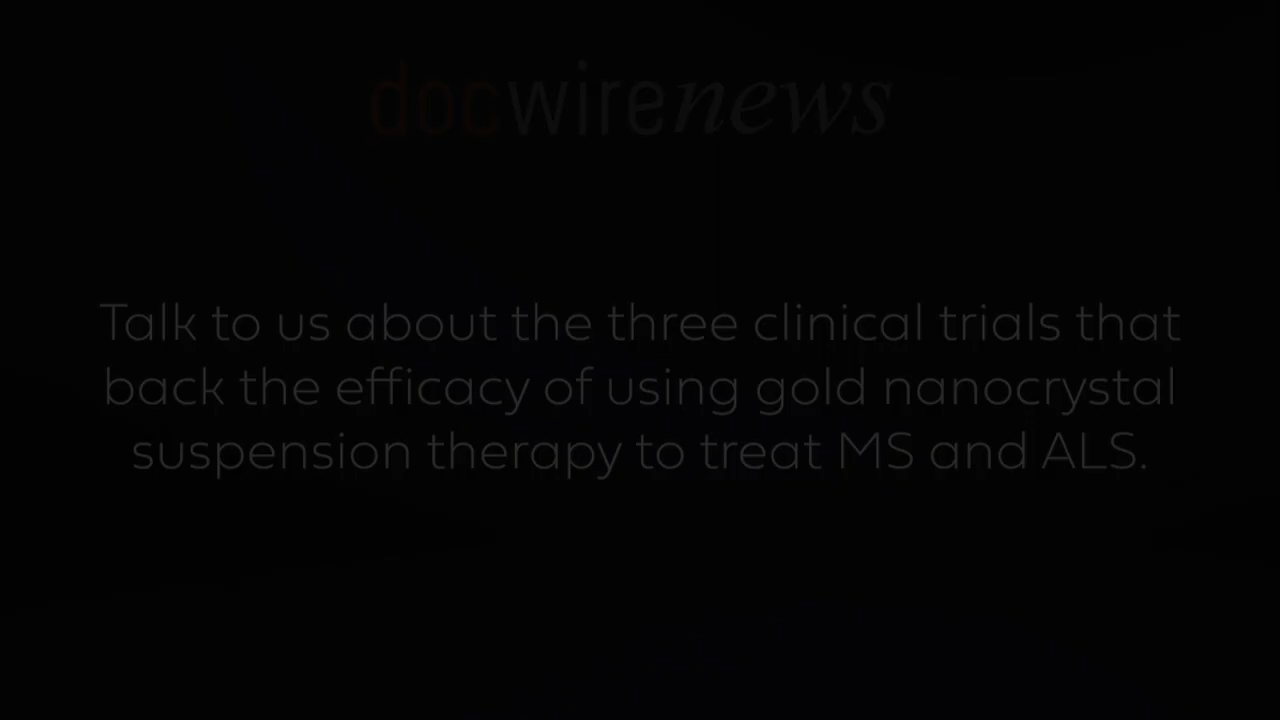 docwirenews
Talk to us about the three clinical trials that
back the efficacy of using gold nanocrystal
suspension therapy to treat MS and ALS.